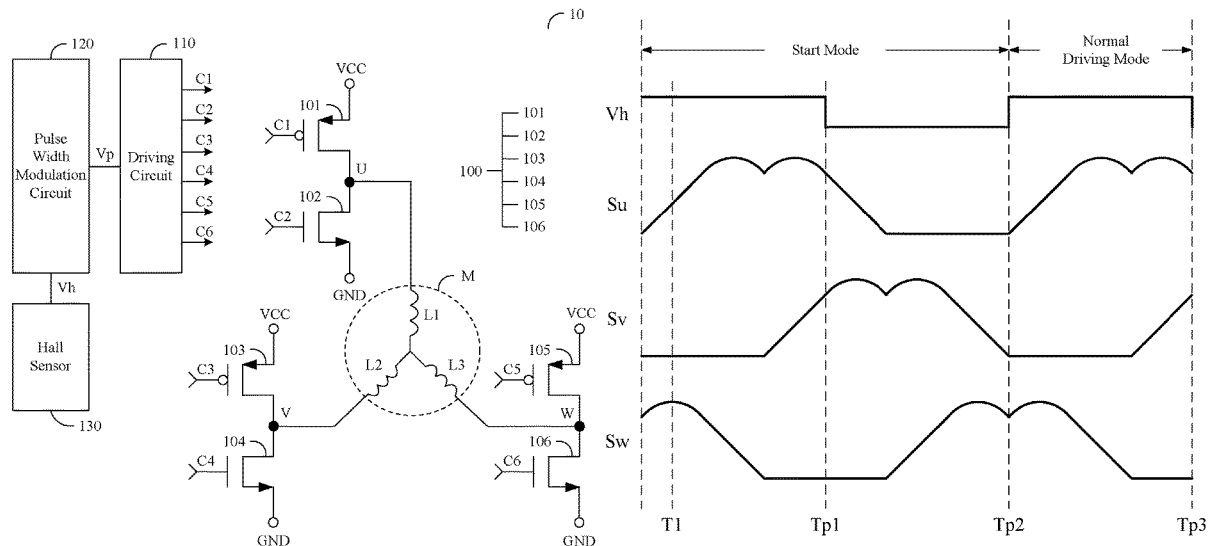 10
120
110
Pulse
Width
Modulation
Circuit
Vp
Driving
Circuit
C1
C2
C3
C4
C5
C6
Vh
Hall
Sensor
130
VCC
101
C1
U
102
C2
GND
100
101
102
103
104
105
106
M
L1
L2
L3
VCC
103
C3
V
104
C4
GND
VCC
105
C5
W
106
C6
GND
Start Mode
Normal
Driving Mode
Vh
Su
Sv
Sw
T1
Tp1
Tp2
Tp3